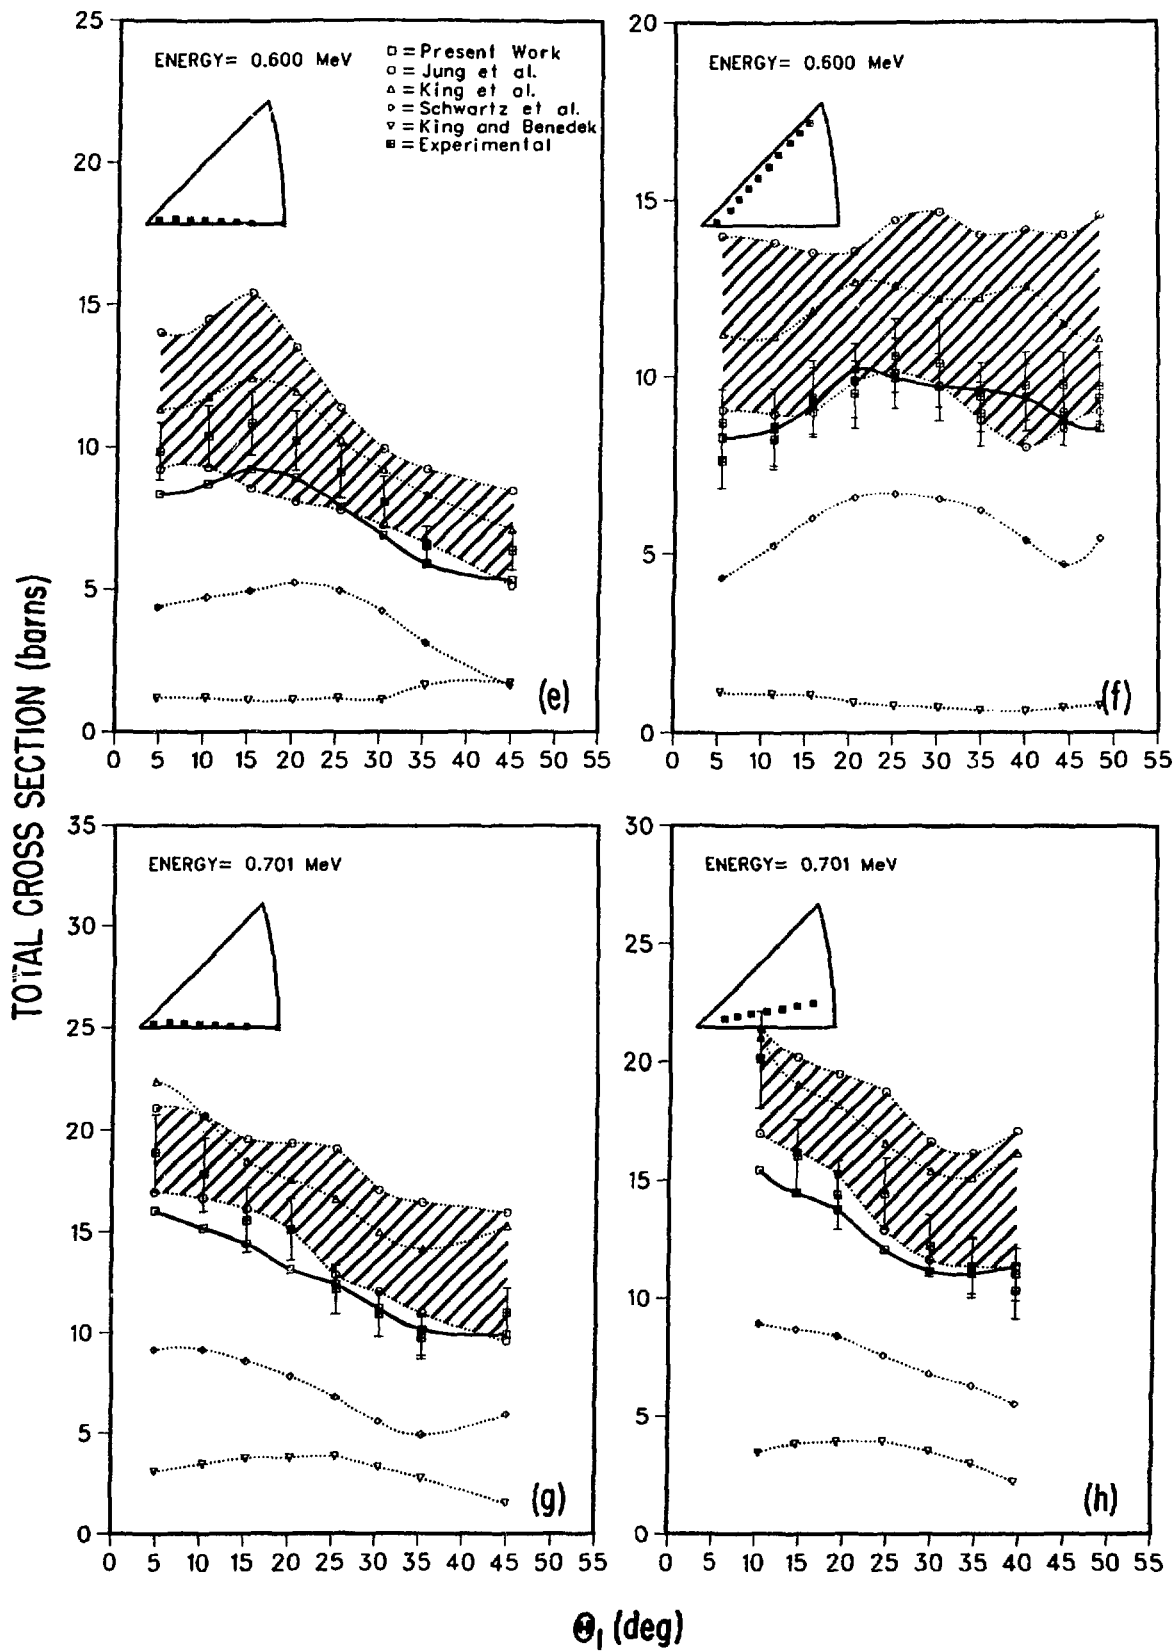 TOTAL CROSS SECTION (barns)
25
20
15
10
5
0
ENERGY= 0.600 MeV
□ = Present Work
○ = Jung et al.
△ = King et al.
◇ = Schwartz et al.
▽ = King and Benedek
⊞ = Experimental
(e)
0 5 10 15 20 25 30 35 40 45 50 55
20
15
10
5
0
ENERGY= 0.600 MeV
(f)
0 5 10 15 20 25 30 35 40 45 50 55
35
30
25
20
15
10
5
0
ENERGY= 0.701 MeV
(g)
0 5 10 15 20 25 30 35 40 45 50 55
30
25
20
15
10
5
0
ENERGY= 0.701 MeV
(h)
0 5 10 15 20 25 30 35 40 45 50 55
Θ₁ (deg)